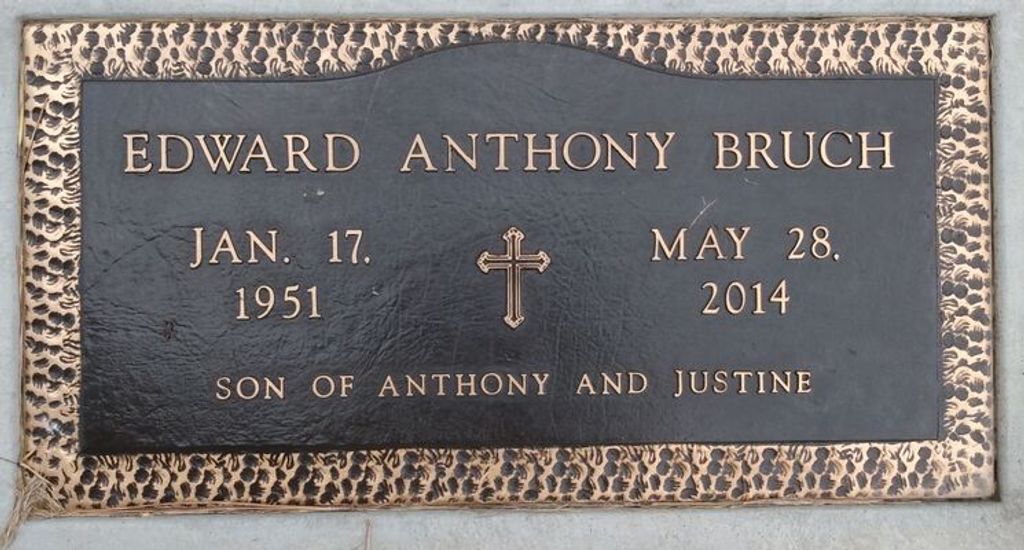 EDWARD ANTHONY BRUCH
JAN. 17, 1951
MAY 28, 2014
SON OF ANTHONY AND JUSTINE